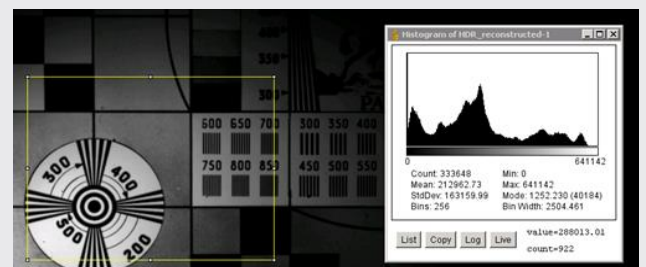 Histogram of HDR_reconstructed-1
300
600 650 700 300 350 400
750 800 850 450 500 550
300
400
500
200
0 641142
Count: 333648 Min: 0
Mean: 212962.73 Max: 641142
StdDev: 163159.99 Mode: 1252.230 (40184)
Bins: 256 Bin Width: 2504.461
List Copy Log Live
value=288013.01
count=922